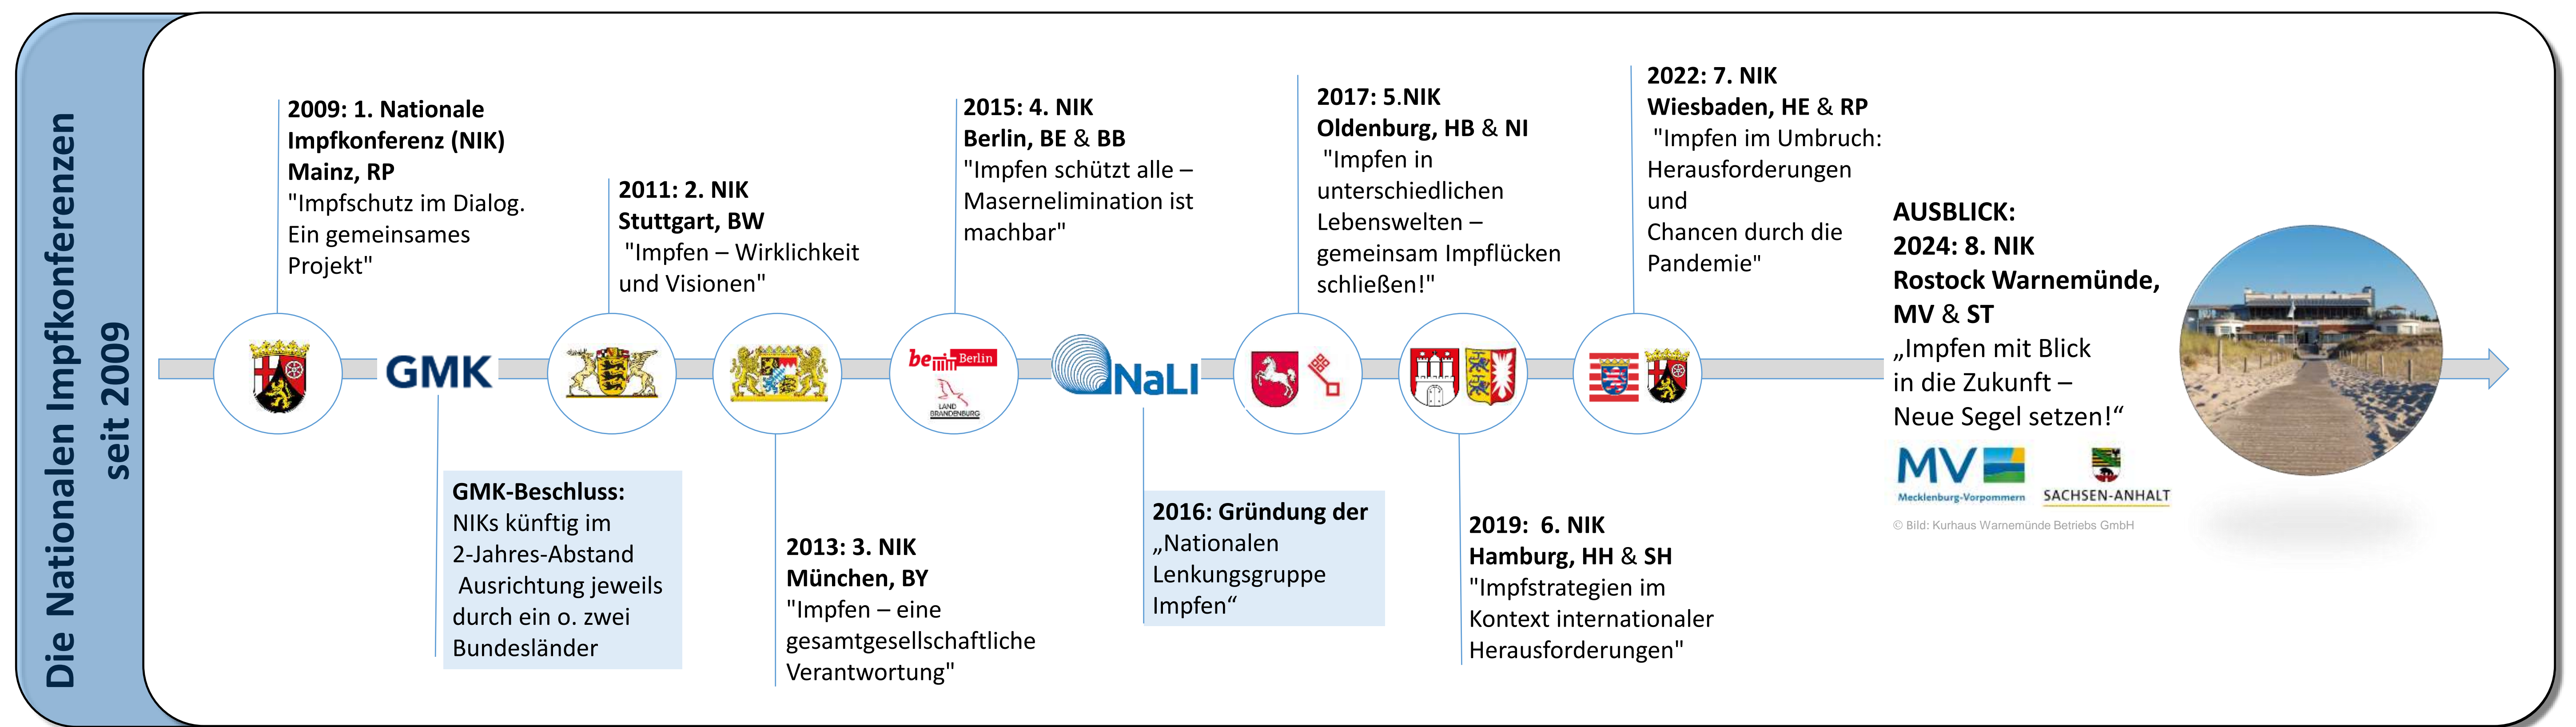 Die Nationalen Impfkonferenzen
seit 2009
2009: 1. Nationale
Impfkonferenz (NIK)
Mainz, RP
"Impfschutz im Dialog.
Ein gemeinsames
Projekt"
GMK
GMK-Beschluss:
NIKs künftig im
2-Jahres-Abstand
Ausrichtung jeweils
durch ein o. zwei
Bundesländer
2011: 2. NIK
Stuttgart, BW
"Impfen – Wirklichkeit
und Visionen"
2013: 3. NIK
München, BY
"Impfen – eine
gesamtgesellschaftliche
Verantwortung"
2015: 4. NIK
Berlin, BE & BB
"Impfen schützt alle –
Masernelimination ist
machbar"
be Berlin
LAND
BRANDENBURG
NaLI
2016: Gründung der
„Nationalen
Lenkungsgruppe
Impfen“
2017: 5.NIK
Oldenburg, HB & NI
"Impfen in
unterschiedlichen
Lebenswelten –
gemeinsam Impflücken
schließen!"
2019: 6. NIK
Hamburg, HH & SH
"Impfstrategien im
Kontext internationaler
Herausforderungen"
2022: 7. NIK
Wiesbaden, HE & RP
"Impfen im Umbruch:
Herausforderungen
und
Chancen durch die
Pandemie"
AUSBLICK:
2024: 8. NIK
Rostock Warnemünde,
MV & ST
„Impfen mit Blick
in die Zukunft –
Neue Segel setzen!“
MV
Mecklenburg-Vorpommern
SACHSEN-ANHALT
© Bild: Kurhaus Warnemünde Betriebs GmbH